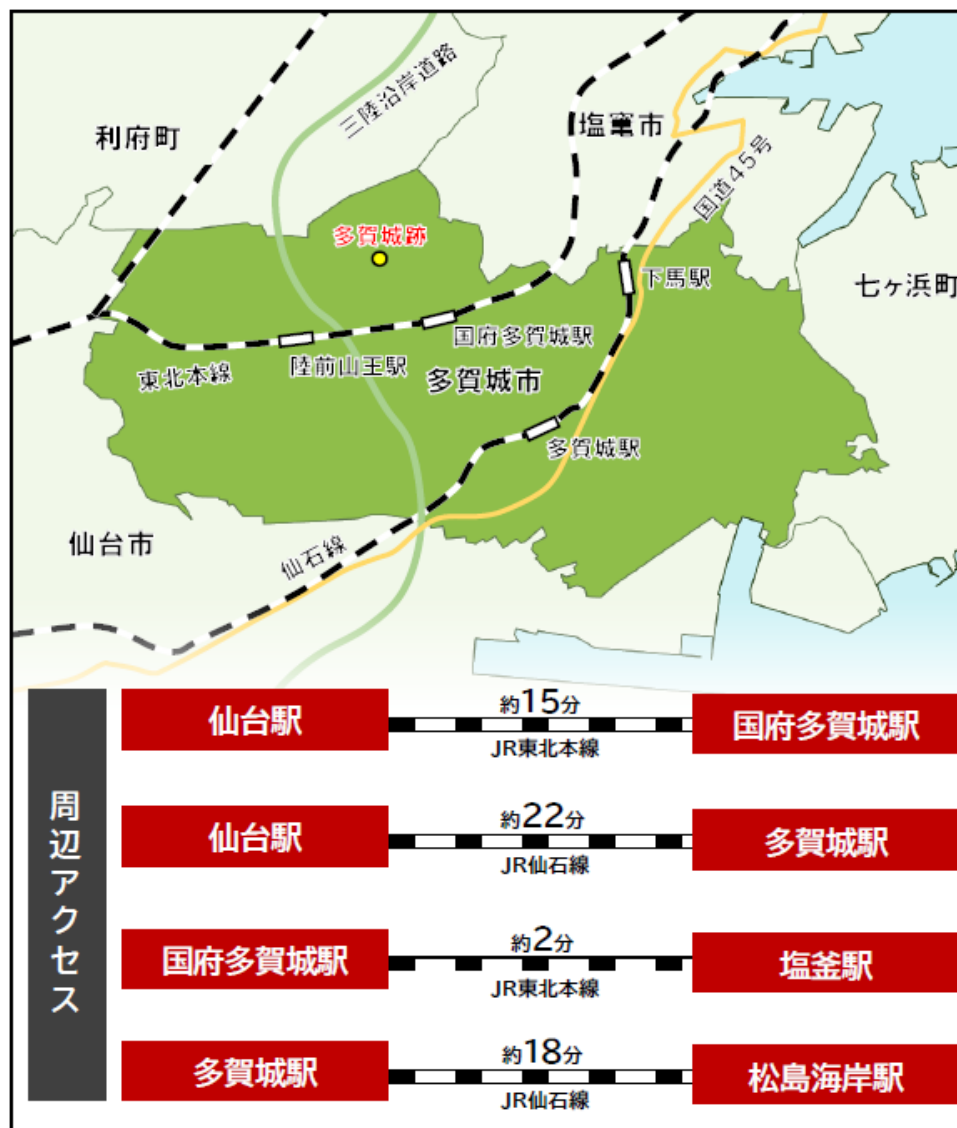 三陸沿岸道路
利府町
塩竈市
国道45号
多賀城跡
下馬駅
七ヶ浜町
国府多賀城駅
陸前山王駅
東北本線
多賀城市
多賀城駅
仙台市
仙石線
周辺アクセス
仙台駅
約15分
JR東北本線
国府多賀城駅
仙台駅
約22分
JR仙石線
多賀城駅
国府多賀城駅
約2分
JR東北本線
塩釜駅
多賀城駅
約18分
JR仙石線
松島海岸駅